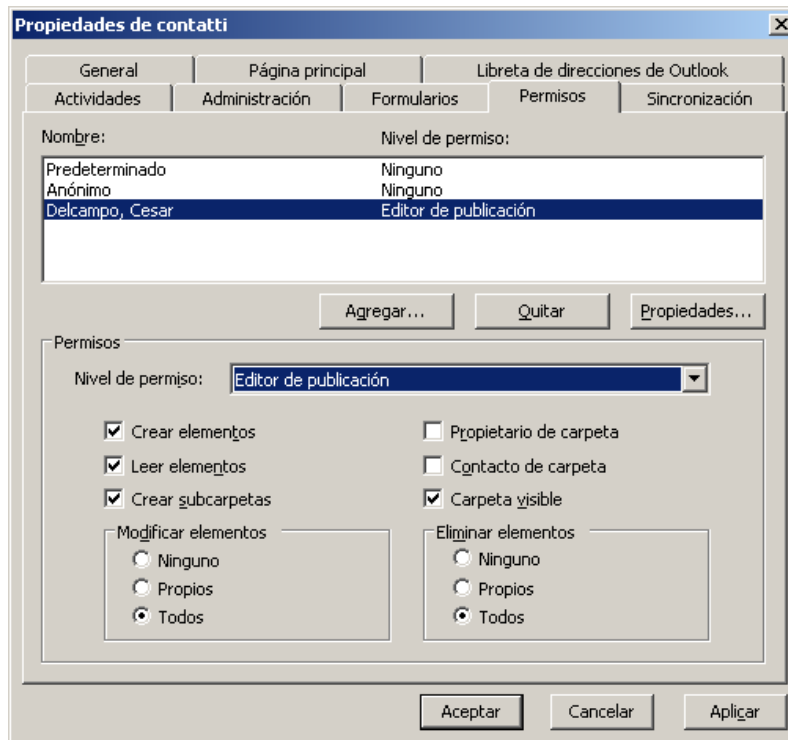 Propiedades de contatti
General Página principal Libreta de direcciones de Outlook
Actividades Administración Formularios Permisos Sincronización
Nombre: Nivel de permiso:
Predeterminado Ninguno
Anónimo Ninguno
Delcampo, Cesar Editor de publicación
Agregar... Quitar Propiedades...
Permisos
Nivel de permiso: Editor de publicación
Crear elementos Propietario de carpeta
Leer elementos Contacto de carpeta
Crear subcarpetas Carpeta visible
Modificar elementos Eliminar elementos
Ninguno Ninguno
Propios Propios
Todos Todos
Aceptar Cancelar Aplicar